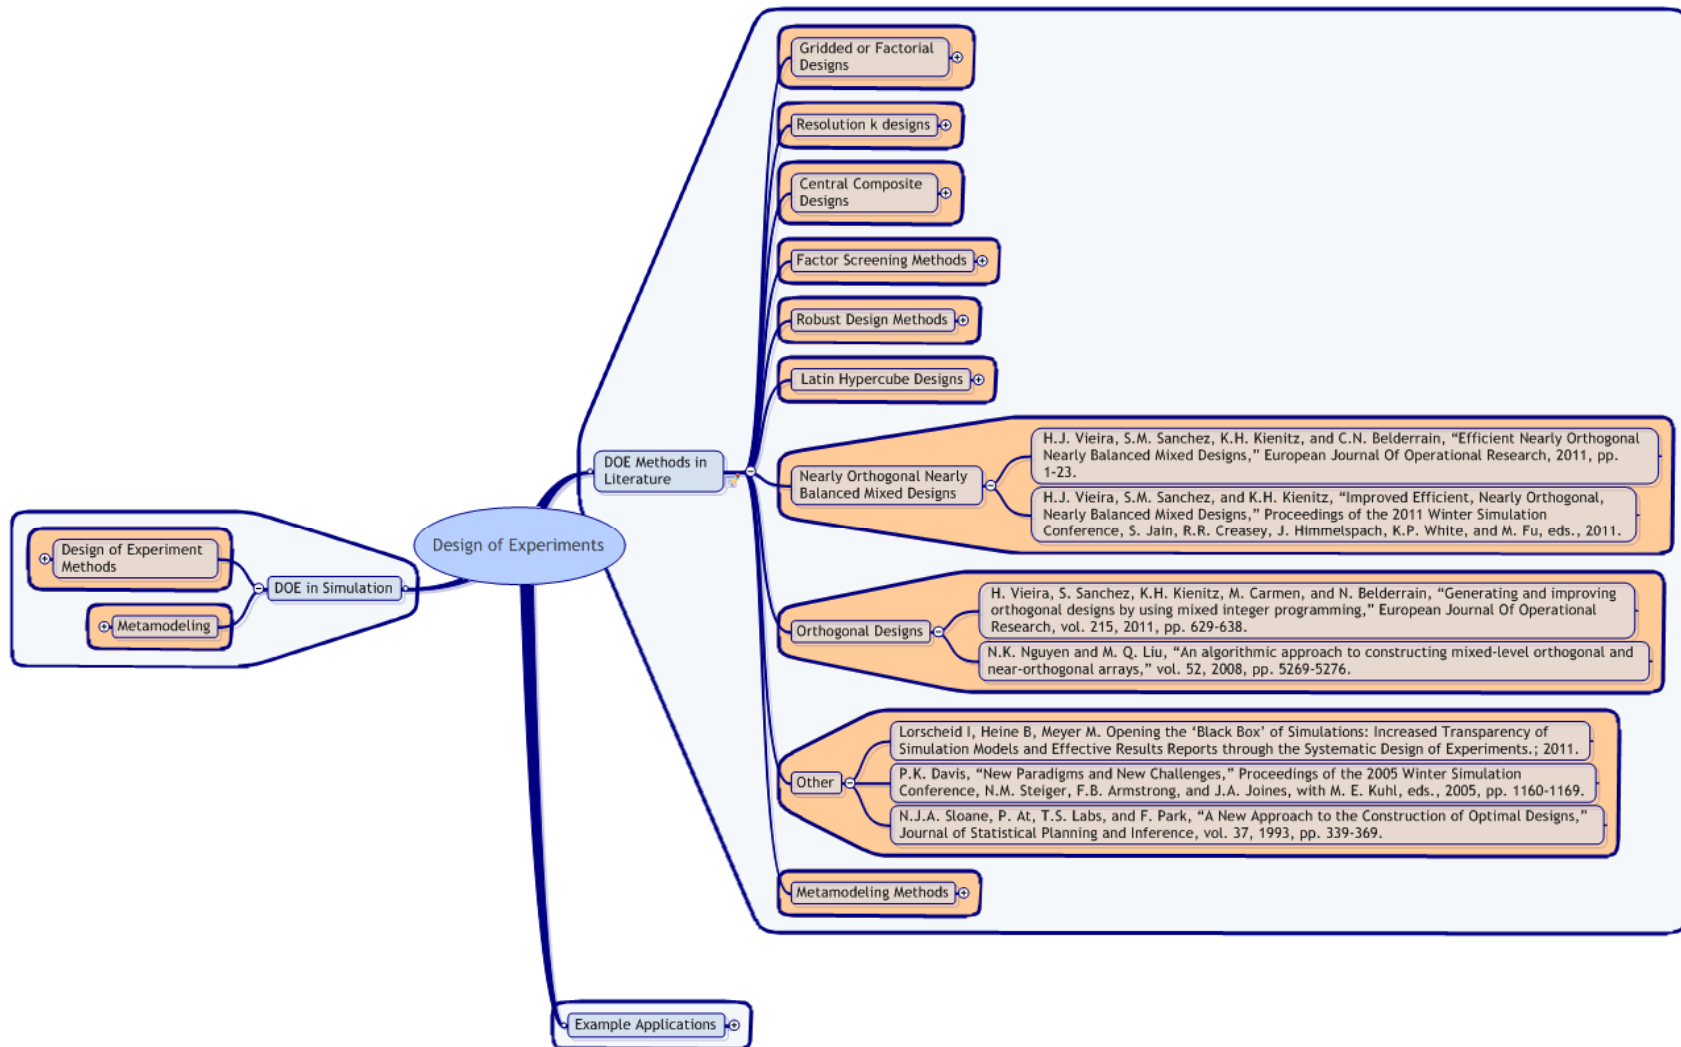 Gridded or Factorial
Designs
Resolution k designs
Central Composite
Designs
Factor Screening Methods
Robust Design Methods
Latin Hypercube Designs
DOE Methods in
Literature
Nearly Orthogonal Nearly
Balanced Mixed Designs
H.J. Vieira, S.M. Sanchez, K.H. Kienitz, and C.N. Belderrain, “Efficient Nearly Orthogonal
Nearly Balanced Mixed Designs,” European Journal Of Operational Research, 2011, pp.
1-23.
H.J. Vieira, S.M. Sanchez, and K.H. Kienitz, “Improved Efficient, Nearly Orthogonal,
Nearly Balanced Mixed Designs,” Proceedings of the 2011 Winter Simulation
Conference, S. Jain, R.R. Creasey, J. Himmelspach, K.P. White, and M. Fu, eds., 2011.
Design of Experiments
Design of Experiment
Methods
DOE in Simulation
Metamodeling
Orthogonal Designs
H. Vieira, S. Sanchez, K.H. Kienitz, M. Carmen, and N. Belderrain, “Generating and improving
orthogonal designs by using mixed integer programming,” European Journal Of Operational
Research, vol. 215, 2011, pp. 629-638.
N.K. Nguyen and M. Q. Liu, “An algorithmic approach to constructing mixed-level orthogonal and
near-orthogonal arrays,” vol. 52, 2008, pp. 5269-5276.
Other
Lorscheid I, Heine B, Meyer M. Opening the ‘Black Box’ of Simulations: Increased Transparency of
Simulation Models and Effective Results Reports through the Systematic Design of Experiments.; 2011.
P.K. Davis, “New Paradigms and New Challenges,” Proceedings of the 2005 Winter Simulation
Conference, N.M. Steiger, F.B. Armstrong, and J.A. Joines, with M. E. Kuhl, eds., 2005, pp. 1160-1169.
N.J.A. Sloane, P. At, T.S. Labs, and F. Park, “A New Approach to the Construction of Optimal Designs,”
Journal of Statistical Planning and Inference, vol. 37, 1993, pp. 339-369.
Metamodeling Methods
Example Applications